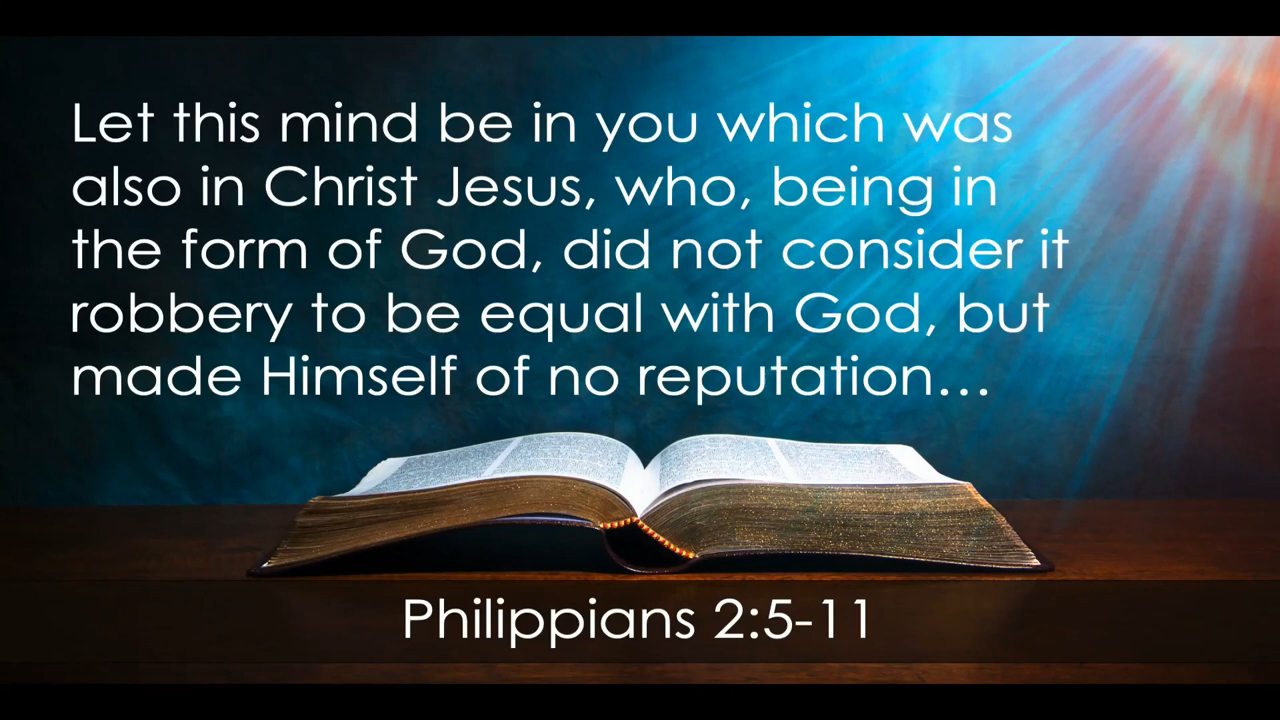 Let this mind be in you which was
also in Christ Jesus, who, being in
the form of God, did not consider it
robbery to be equal with God, but
made Himself of no reputation...
Philippians 2:5-11